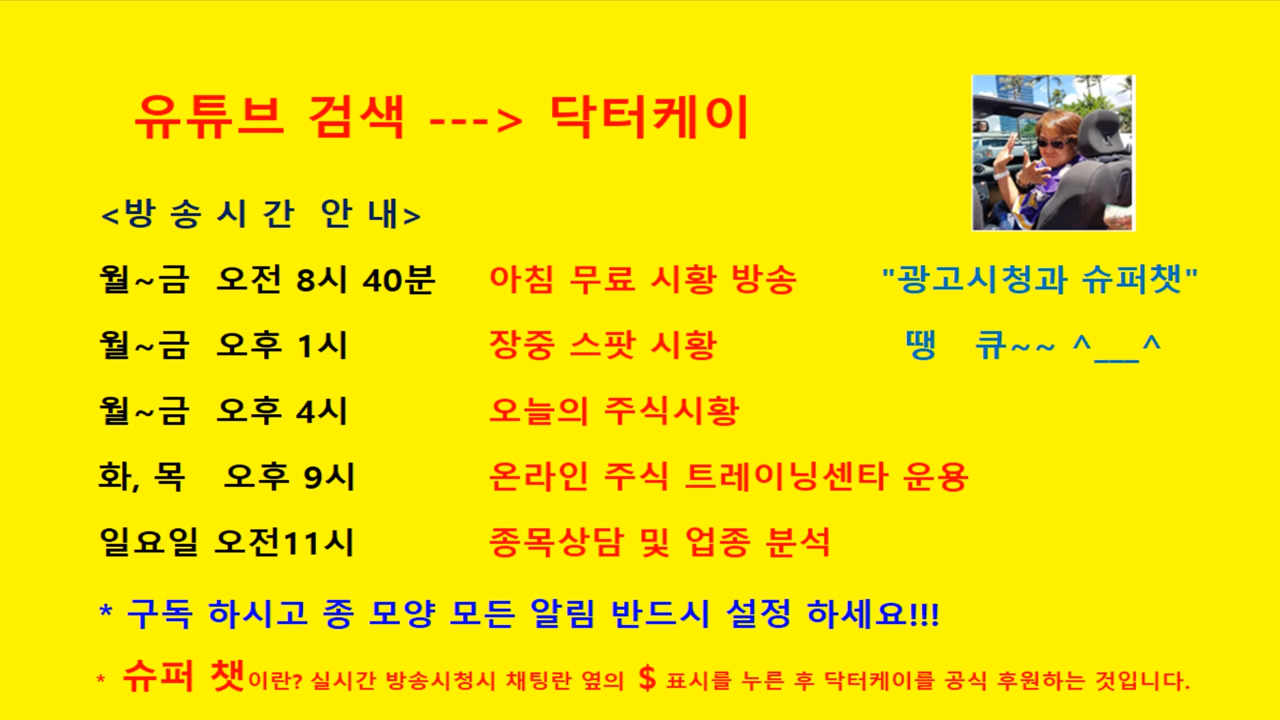 유튜브 검색 ---> 닥터케이
<방 송 시 간 안 내>
월~금 오전 8시 40분 아침 무료 시황 방송 "광고시청과 슈퍼챗"
월~금 오후 1시 장중 스팟 시황 땡 큐~~ ^___^
월~금 오후 4시 오늘의 주식시황
화, 목 오후 9시 온라인 주식 트레이닝센타 운용
일요일 오전11시 종목상담 및 업종 분석
* 구독 하시고 종 모양 모든 알림 반드시 설정 하세요!!!
* 슈퍼 챗이란? 실시간 방송시청시 채팅란 옆의 $ 표시를 누른 후 닥터케이를 공식 후원하는 것입니다.